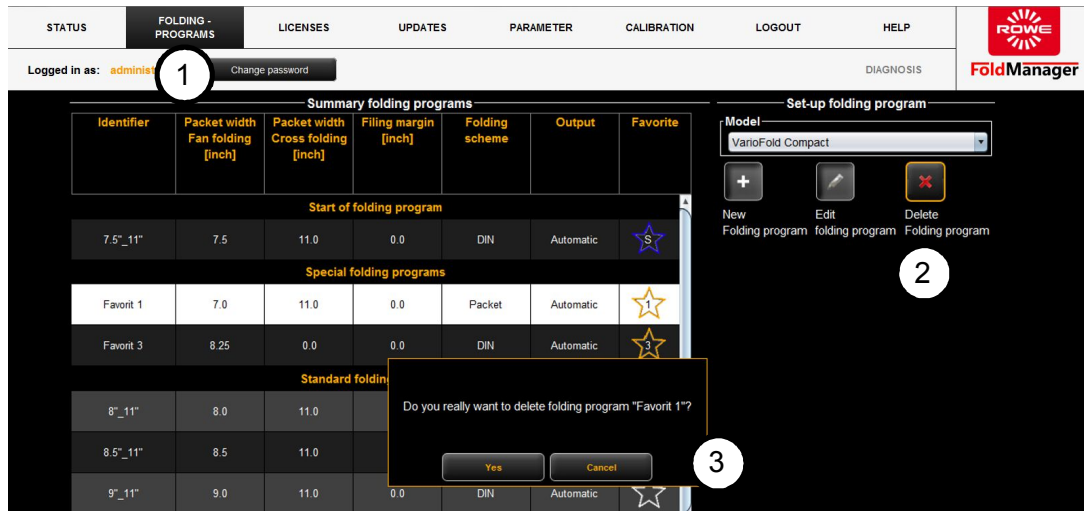 STATUS
FOLDING -
PROGRAMS
LICENSES
UPDATES
PARAMETER
CALIBRATION
LOGOUT
HELP
ROWE
Logged in as:
1
Change password
DIAGNOSIS
FoldManager
Summary folding programs
Set-up folding program
Identifier
Packet width
Fan folding
[inch]
Packet width
Cross folding
[inch]
Filing margin
[inch]
Folding
scheme
Output
Favorite
Model
VarioFold Compact
New
Folding program
Edit
folding program
Delete
Folding program
2
Start of folding program
7.5"_11" 7.5 11.0 0.0 DIN Automatic S
Special folding programs
Favorit 1 7.0 11.0 0.0 Packet Automatic 1
Favorit 3 8.25 0.0 0.0 DIN Automatic 3
Standard
8"_11" 8.0 11.0
8.5"_11" 8.5 11.0
9"_11" 9.0 11.0 0.0 DIN Automatic
Do you really want to delete folding program "Favorit 1"?
Yes
Cancel
3